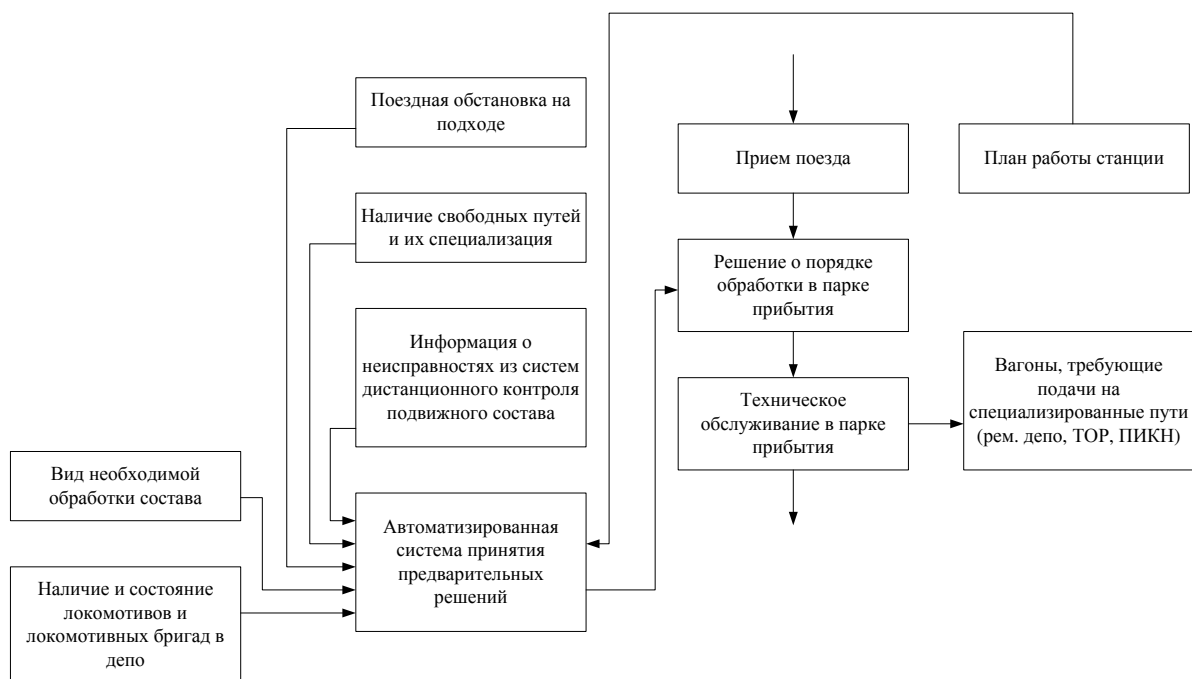 Поездная обстановка на
подходе
Прием поезда
План работы станции
Наличие свободных путей
и их специализация
Решение о порядке
обработки в парке
прибытия
Информация о
неисправностях из систем
дистанционного контроля
подвижного состава
Вагоны, требующие
подачи на
специализированные пути
(рем. депо, ТОР, ПИКН)
Техническое
обслуживание в парке
прибытия
Вид необходимой
обработки состава
Автоматизированная
система принятия
предварительных
решений
Наличие и состояние
локомотивов и
локомотивных бригад в
депо